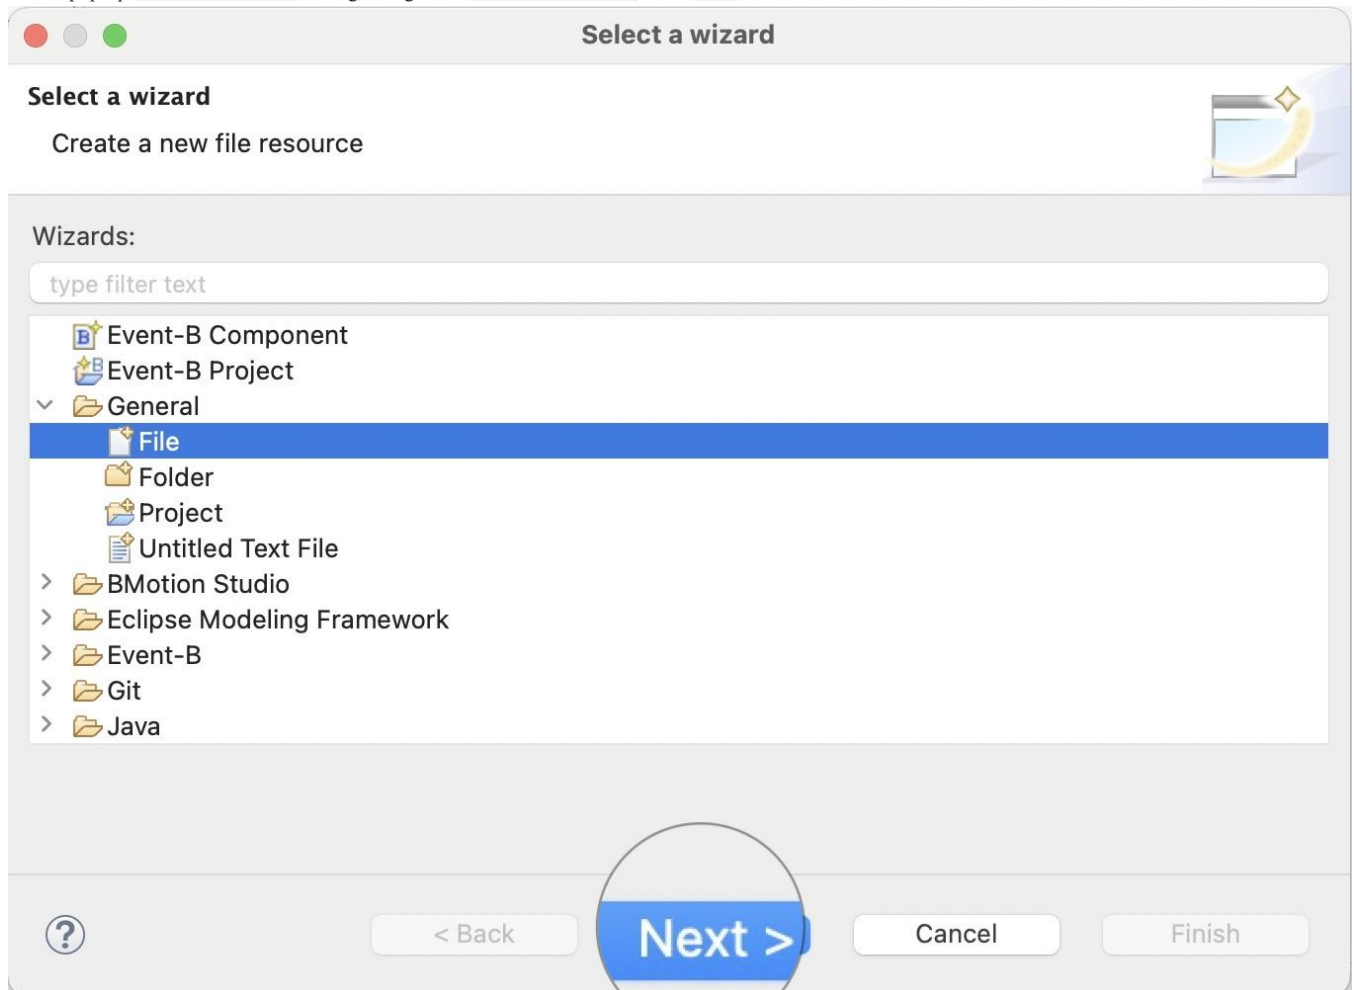 Select a wizard
Select a wizard
Create a new file resource
Wizards:
type filter text
Event-B Component
Event-B Project
General
File
Folder
Project
Untitled Text File
BMotion Studio
Eclipse Modeling Framework
Event-B
Git
Java
? < Back Next > Cancel Finish